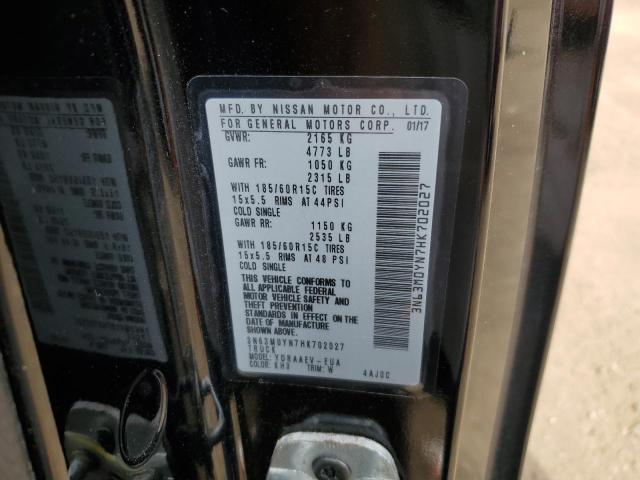 MFD. BY NISSAN MOTOR CO., LTD.
FOR GENERAL MOTORS CORP. 01/17
GVWR: 2165 KG
4773 LB
GAWR FR: 1050 KG
2315 LB
WITH 185/60R15C TIRES
15x5.5 RIMS AT 44PSI
COLD SINGLE
GAWR RR: 1150 KG
2535 LB
WITH 185/60R15C TIRES
15x5.5 RIMS AT 48 PSI
COLD SINGLE
THIS VEHICLE CONFORMS TO
ALL APPLICABLE FEDERAL
MOTOR VEHICLE SAFETY AND
THEFT PREVENTION
STANDARDS IN EFFECT ON
THE DATE OF MANUFACTURE
SHOWN ABOVE.
3N63M0YN7HK702027
TRUCK
MODEL: YDRAAEV-EUA
COLOR: KH3 TRIM: W 4AJ0C
3N63M0YN7HK702027